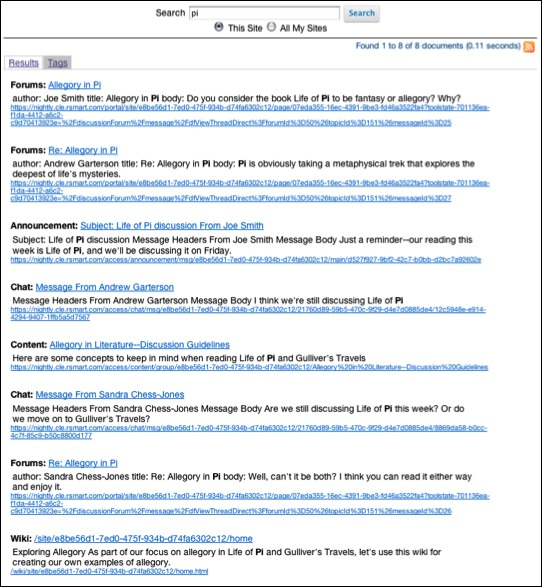 Search pi Search
This Site All My Sites
Found 1 to 8 of 8 documents (0.11 seconds)
Results Tags
Forums: Allegory in Pi
author: Joe Smith title: Allegory in Pi body: Do you consider the book Life of Pi to be fantasy or allegory? Why?
https://nightly.cle.rsmart.com/portal/site/e8be56d1-7ed0-475f-934b-d74fa6302c12/page/07eda355-16ec-4391-9be3-fd46a3522fa4?toolstate-701136ea-
f1da-4412-a6c2-
c9d70413923e=%2FdiscussionForum%2Fmessage%2FdfViewThreadDirect%3FforumId%3D50%26topicId%3D151%26messageId%3D25
Forums: Re: Allegory in Pi
author: Andrew Garterson title: Re: Allegory in Pi body: Pi is obviously taking a metaphysical trek that explores the
deepest of life's mysteries.
https://nightly.cle.rsmart.com/portal/site/e8be56d1-7ed0-475f-934b-d74fa6302c12/page/07eda355-16ec-4391-9be3-fd46a3522fa4?toolstate-701136ea-
f1da-4412-a6c2-
c9d70413923e=%2FdiscussionForum%2Fmessage%2FdfViewThreadDirect%3FforumId%3D50%26topicId%3D151%26messageId%3D27
Announcement: Subject: Life of Pi discussion From Joe Smith
Subject: Life of Pi discussion Message Headers From Joe Smith Message Body Just a reminder--our reading this
week is Life of Pi, and we'll be discussing it on Friday.
https://nightly.cle.rsmart.com/access/announcement/msg/e8be56d1-7ed0-475f-934b-d74fa6302c12/main/d527f927-9bf2-42c7-b0bb-d2bc7a92602e
Chat: Message From Andrew Garterson
Message Headers From Andrew Garterson Message Body I think we're still discussing Life of Pi
https://nightly.cle.rsmart.com/access/chat/msg/e8be56d1-7ed0-475f-934b-d74fa6302c12/21760d89-59b5-470c-9f29-d4e7d0885de4/12c5948e-e914-
4294-9407-1ffb5a5d7567
Content: Allegory in Literature--Discussion Guidelines
Here are some concepts to keep in mind when reading Life of Pi and Gulliver's Travels
https://nightly.cle.rsmart.com/access/content/group/e8be56d1-7ed0-475f-934b-d74fa6302c12/Allegory%20in%20Literature--Discussion%20Guidelines
Chat: Message From Sandra Chess-Jones
Message Headers From Sandra Chess-Jones Message Body Are we still discussing Life of Pi this week? Or do
we move on to Gulliver's Travels?
https://nightly.cle.rsmart.com/access/chat/msg/e8be56d1-7ed0-475f-934b-d74fa6302c12/21760d89-59b5-470c-9f29-d4e7d0885de4/8869da58-b0cc-
4c7f-85c9-b50c8800d177
Forums: Re: Allegory in Pi
author: Sandra Chess-Jones title: Re: Allegory in Pi body: Well, can't it be both? I think you can read it either way
and enjoy it.
https://nightly.cle.rsmart.com/portal/site/e8be56d1-7ed0-475f-934b-d74fa6302c12/page/07eda355-16ec-4391-9be3-fd46a3522fa4?toolstate-701136ea-
f1da-4412-a6c2-
c9d70413923e=%2FdiscussionForum%2Fmessage%2FdfViewThreadDirect%3FforumId%3D50%26topicId%3D151%26messageId%3D26
Wiki: /site/e8be56d1-7ed0-475f-934b-d74fa6302c12/home
Exploring Allegory As part of our focus on allegory in Life of Pi and Gulliver's Travels, let's use this wiki for
creating our own examples of allegory.
/wiki/site/e8be56d1-7ed0-475f-934b-d74fa6302c12/home.html